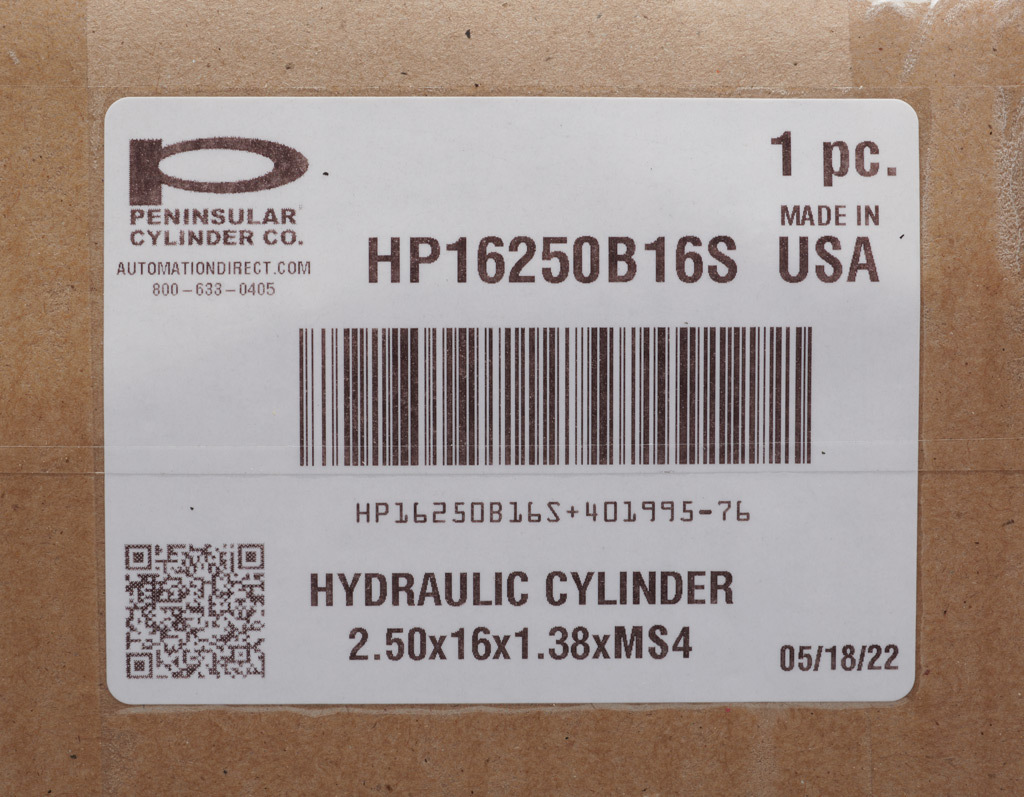 PENINSULAR
CYLINDER CO.
AUTOMATIONDIRECT.COM
800-633-0405
1 pc.
MADE IN
USA
HP16250B16S
HP16250B16S+401995-76
HYDRAULIC CYLINDER
2.50x16x1.38xMS4
05/18/22